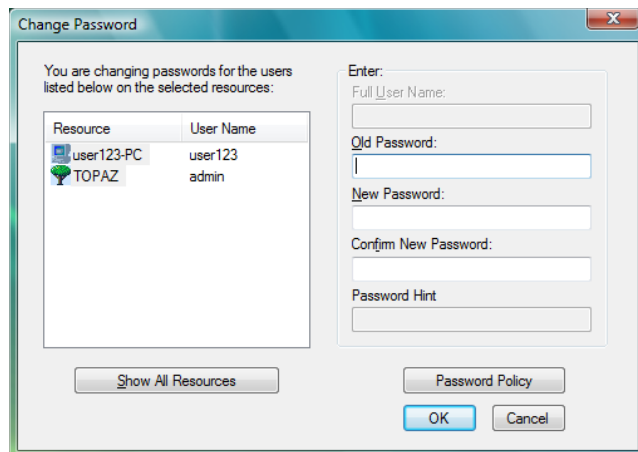 Change Password
You are changing passwords for the users
listed below on the selected resources:
Resource User Name
user123-PC user123
TOPAZ admin
Show All Resources
Enter:
Full User Name:
Old Password:
New Password:
Confirm New Password:
Password Hint
Password Policy
OK Cancel